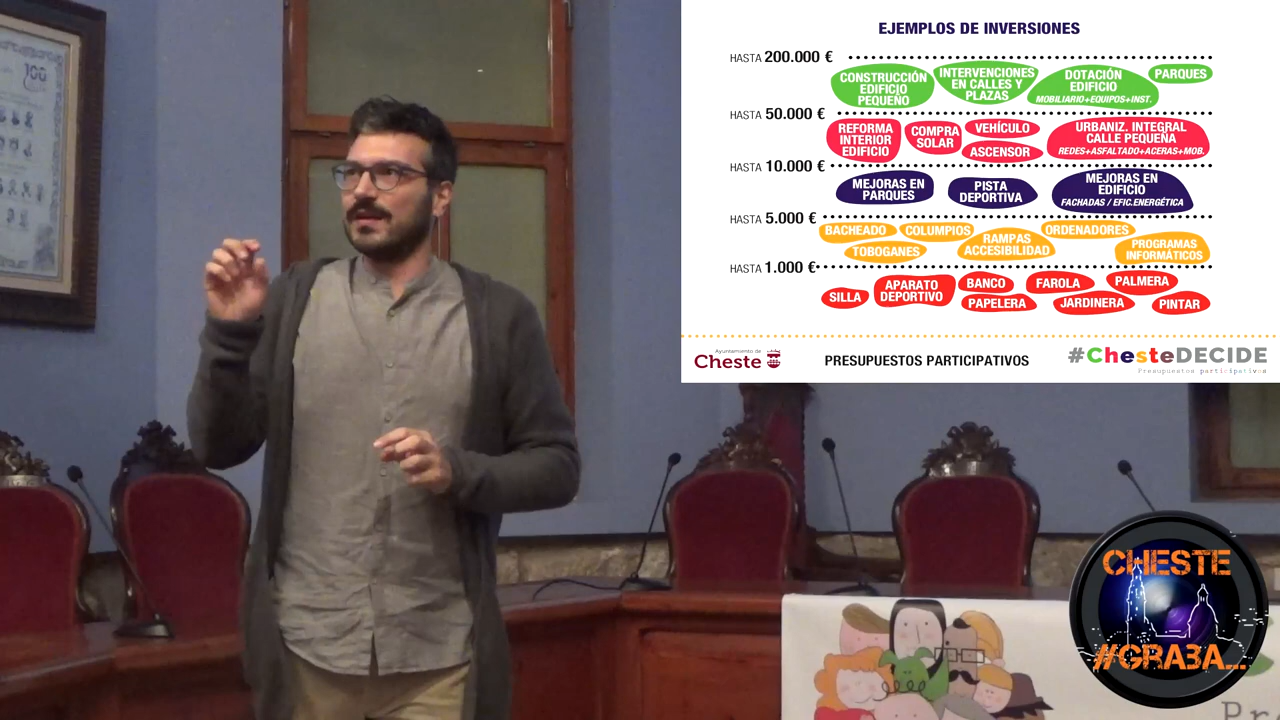 100
EJEMPLOS DE INVERSIONES
HASTA 200.000 €
CONSTRUCCIÓN
EDIFICIO
PEQUEÑO
INTERVENCIONES
EN CALLES Y
PLAZAS
DOTACIÓN
EDIFICIO
MOBILIARIO+EQUIPOS+INST.
PARQUES
HASTA 50.000 €
REFORMA
INTERIOR
EDIFICIO
COMPRA
SOLAR
VEHÍCULO
ASCENSOR
URBANIZ. INTEGRAL
CALLE PEQUEÑA
REDES+ASFALTADO+ACERAS+MOB.
HASTA 10.000 €
MEJORAS EN
PARQUES
PISTA
DEPORTIVA
MEJORAS EN
EDIFICIO
FACHADAS / EFIC.ENERGÉTICA
HASTA 5.000 €
BACHEADO
COLUMPIOS
ORDENADORES
TOBOGANES
RAMPAS
ACCESIBILIDAD
PROGRAMAS
INFORMÁTICOS
HASTA 1.000 €
SILLA
APARATO
DEPORTIVO
BANCO
PAPELERA
FAROLA
JARDINERA
PALMERA
PINTAR
Ayuntamiento de
Cheste
PRESUPUESTOS PARTICIPATIVOS
#ChesteDECIDE
Presupuestos participativos
CHESTE
#GRABA...
Pr